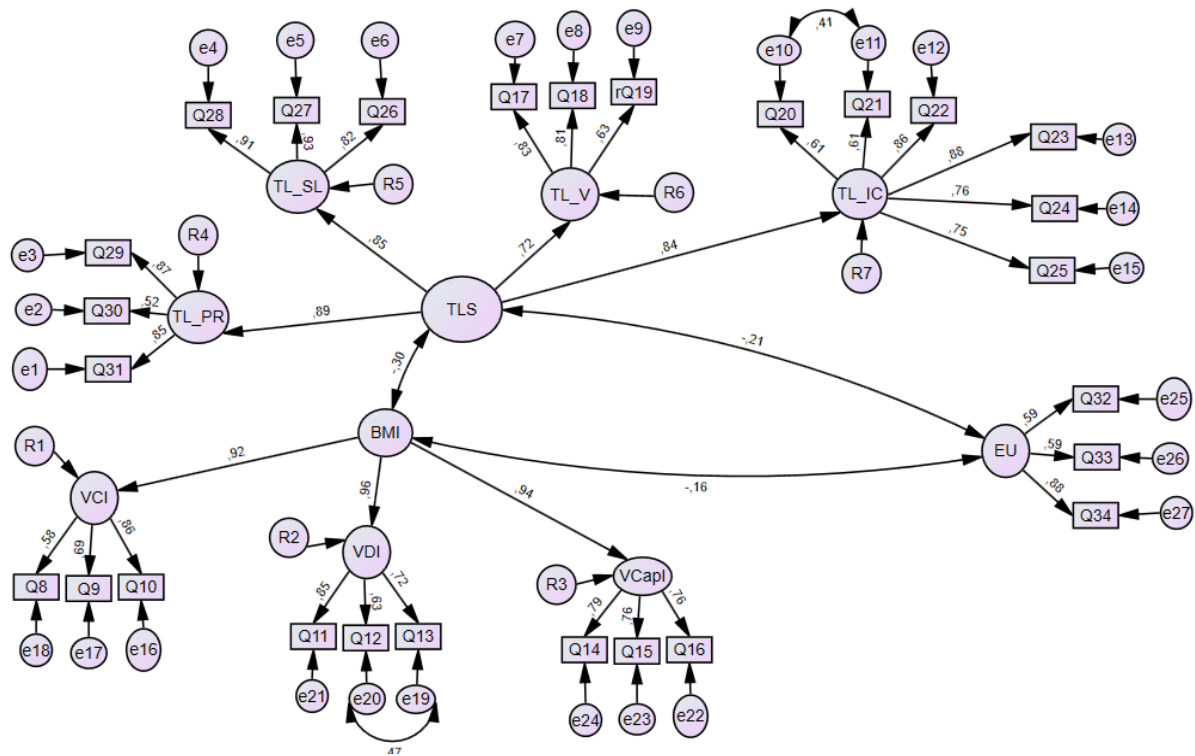 e4
e5
e6
e7
e8
e9
e10
,41
e11
e12
Q28
Q27
Q26
Q17
Q18
rQ19
Q20
Q21
Q22
Q23
e13
,91
,93
,82
,83
,81
,63
,61
,61
,86
,88
TL_SL
R5
TL_V
R6
TL_IC
,76
Q24
e14
,75
Q25
e15
R7
e3
Q29
R4
,87
e2
Q30
,52
TL_PR
e1
Q31
,85
,85
,72
,84
,89
TLS
-,30
-,21
BMI
EU
,59
Q32
e25
,59
Q33
e26
,88
Q34
e27
-,16
R1
,92
,96
,94
VCI
,58
,69
,86
Q8
Q9
Q10
e18
e17
e16
R2
VDI
,85
,63
,72
Q11
Q12
Q13
e21
e20
e19
,47
R3
VCapI
,79
,76
,76
Q14
Q15
Q16
e24
e23
e22